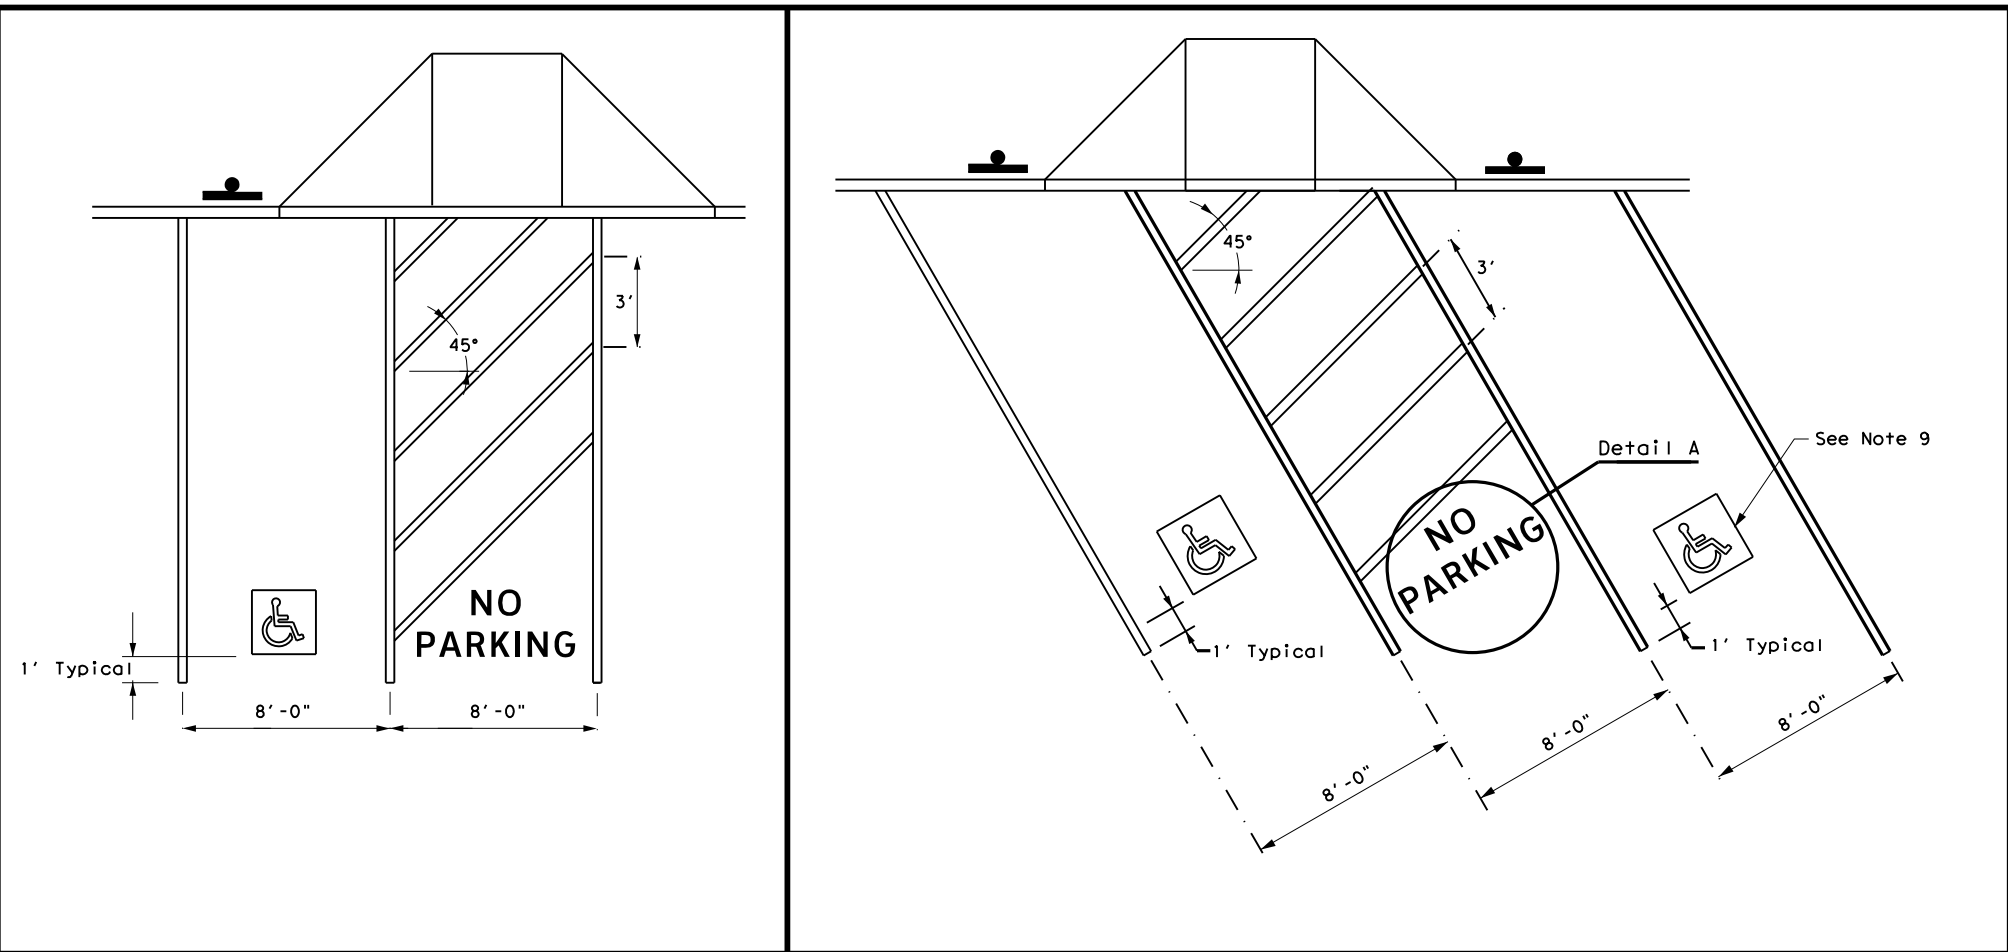 3'
45°
NO
PARKING
1' Typical
8'-0"
8'-0"
45°
3'
Detail A
See Note 9
NO
PARKING
1' Typical
1' Typical
8'-0"
8'-0"
8'-0"